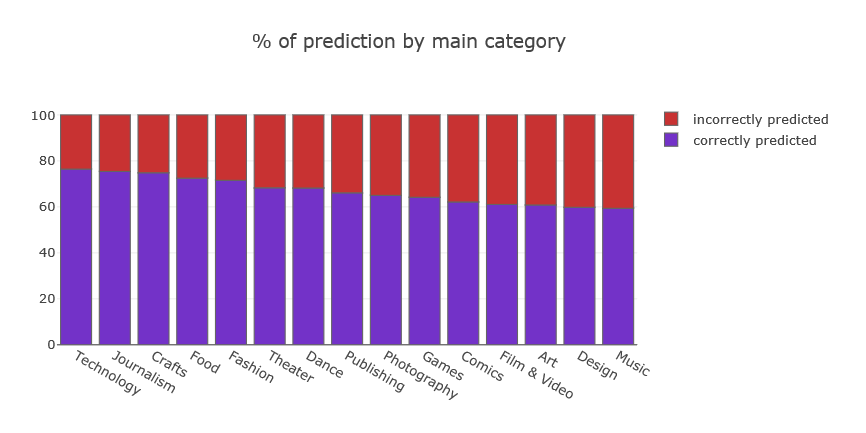 % of prediction by main category
incorrectly predicted
correctly predicted
100
80
60
40
20
0
Technology
Journalism
Crafts
Food
Fashion
Theater
Dance
Publishing
Photography
Games
Comics
Film & Video
Art
Design
Music